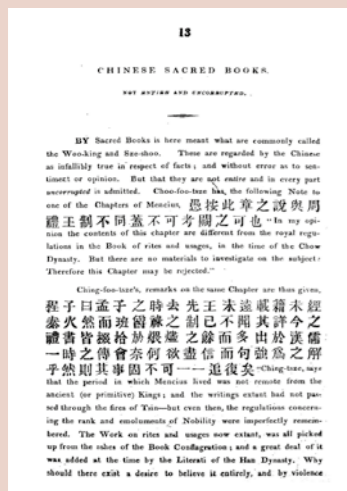 13
CHINESE SACRED BOOKS.
NOT ENTIRE AND UNCORRUPTED.
BY Sacred Books is here meant what are commonly called
the Woo-king and Sze-shoo. These are regarded by the Chinese
as infallibly true in respect of facts; and without error as to sen-
timent or opinion. But that they are not entire and in every part
uncorrupted is admitted. Choo-foo-tsze has, the following Note to
one of the Chapters of Mencius, 愚按此章之說與周
禮王制不同蓋不可考闕之可也 "In my opi-
nion the contents of this chapter are different from the royal regu-
lations in the Book of rites and usages, in the time of the Chow
Dynasty. But there are no materials to investigate on the subject:
Therefore this Chapter may be rejected."
Ching-foo-tsze's, remarks on the same Chapter are thus given,
程子曰孟子之時去先王未遠載籍未經
秦火然而班爵祿之制已不聞其詳今之
禮書皆掇拾於煨燼之餘而多出於漢儒
一時之傅會奈何欲盡信而句為之解
乎然則其事固不可一一追復矣 "Ching-tsze, says
that the period in which Mencius lived was not remote from the
ancient (or primitive) Kings; and the writings extant had not pas-
sed through the fires of Tsin—but even then, the regulations concern-
ing the rank and emoluments of Nobility were imperfectly remem-
bered. The Work on rites and usages now extant, was all picked
up from the ashes of the Book Conflagration; and a great deal of it
was added at the time by the Literati of the Han Dynasty. Why
should there exist a desire to believe it entirely, and by violence